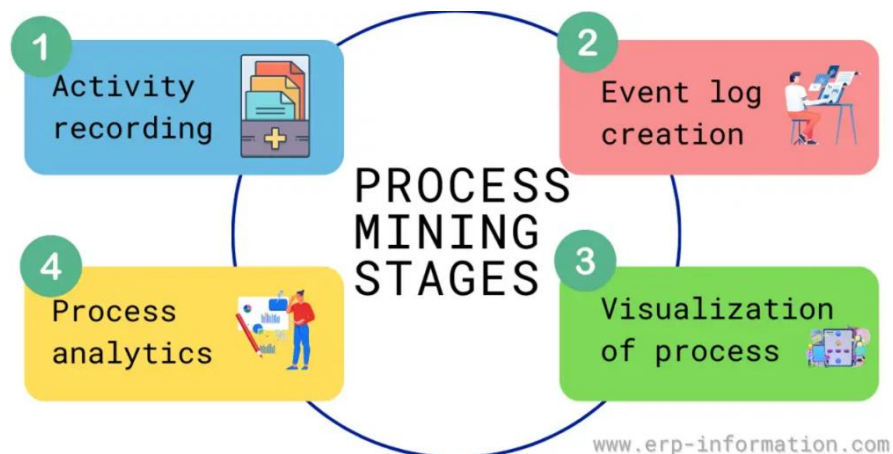 1
Activity
recording
2
Event log
creation
PROCESS
MINING
STAGES
3
Visualization
of process
4
Process
analytics
www.erp-information.com